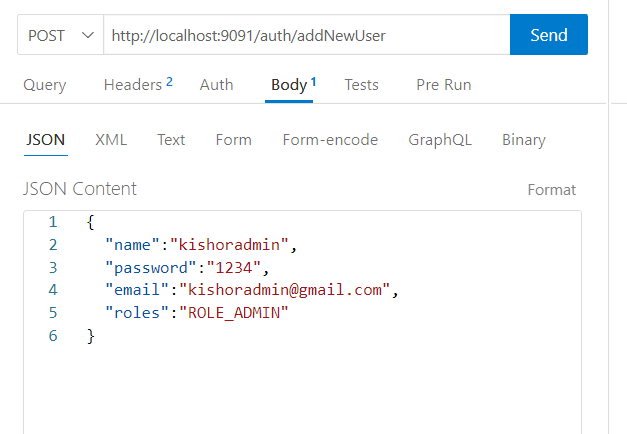 POST http://localhost:9091/auth/addNewUser Send
Query Headers 2 Auth Body 1 Tests Pre Run
JSON XML Text Form Form-encode GraphQL Binary
JSON Content Format
1 {
2 "name":"kishoradmin",
3 "password":"1234",
4 "email":"kishoradmin@gmail.com",
5 "roles":"ROLE_ADMIN"
6 }